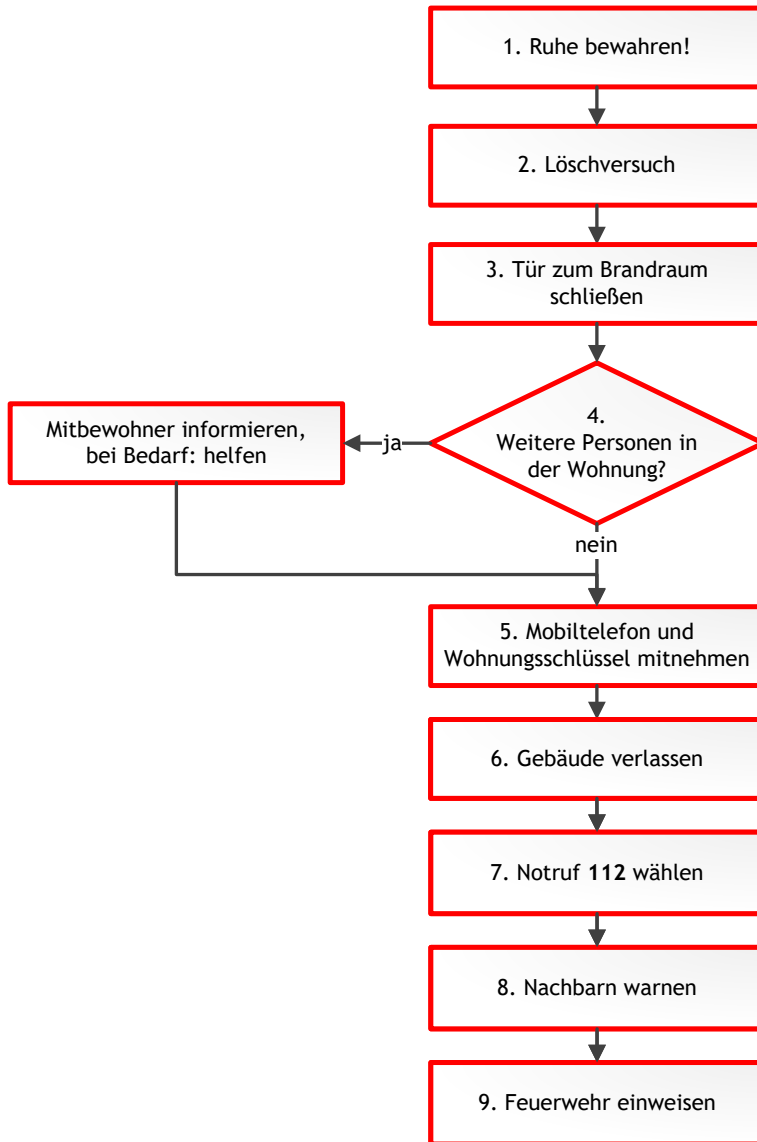 1. Ruhe bewahren!
2. Löschversuch
3. Tür zum Brandraum
schließen
4.
Weitere Personen in
der Wohnung?
ja
Mitbewohner informieren,
bei Bedarf: helfen
nein
5. Mobiltelefon und
Wohnungsschlüssel mitnehmen
6. Gebäude verlassen
7. Notruf 112 wählen
8. Nachbarn warnen
9. Feuerwehr einweisen